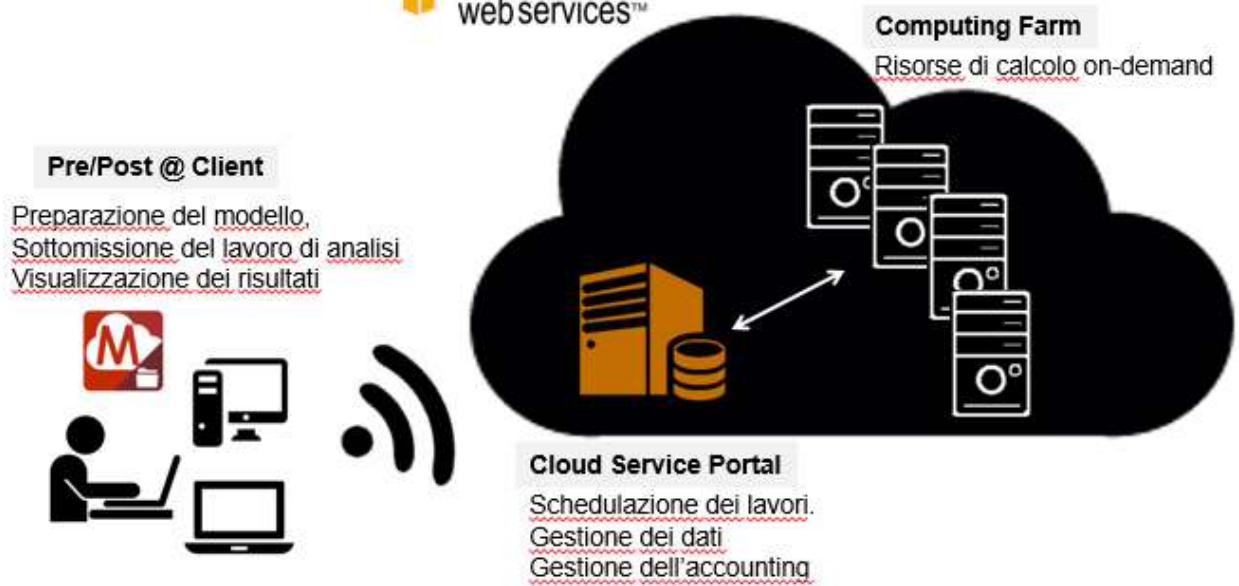 web services™
Computing Farm
Risorse di calcolo on-demand
Pre/Post @ Client
Preparazione del modello,
Sottomissione del lavoro di analisi
Visualizzazione dei risultati
M
Cloud Service Portal
Schedulazione dei lavori.
Gestione dei dati
Gestione dell'accounting